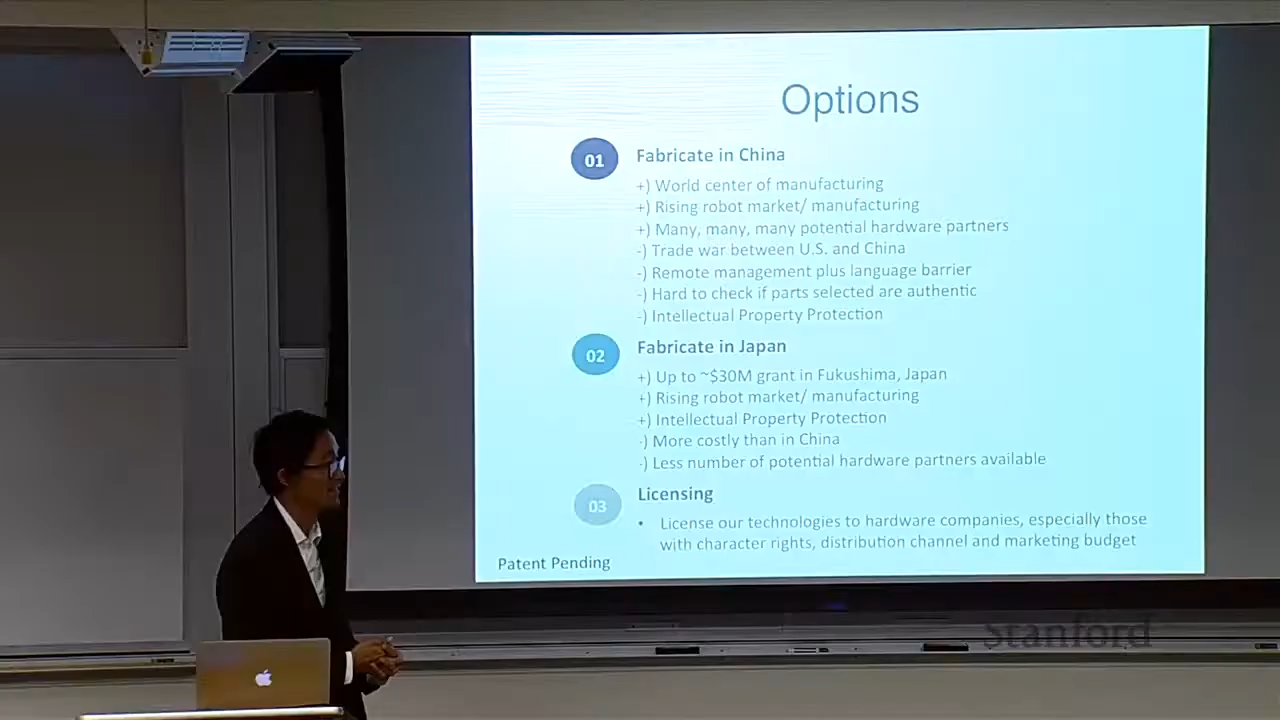 Options
01
Fabricate in China
+) World center of manufacturing
+) Rising robot market/ manufacturing
+) Many, many, many potential hardware partners
-) Trade war between U.S. and China
-) Remote management plus language barrier
-) Hard to check if parts selected are authentic
-) Intellectual Property Protection
02
Fabricate in Japan
+) Up to ~$30M grant in Fukushima, Japan
+) Rising robot market/ manufacturing
+) Intellectual Property Protection
-) More costly than in China
-) Less number of potential hardware partners available
03
Licensing
• License our technologies to hardware companies, especially those
with character rights, distribution channel and marketing budget
Patent Pending
Stanford